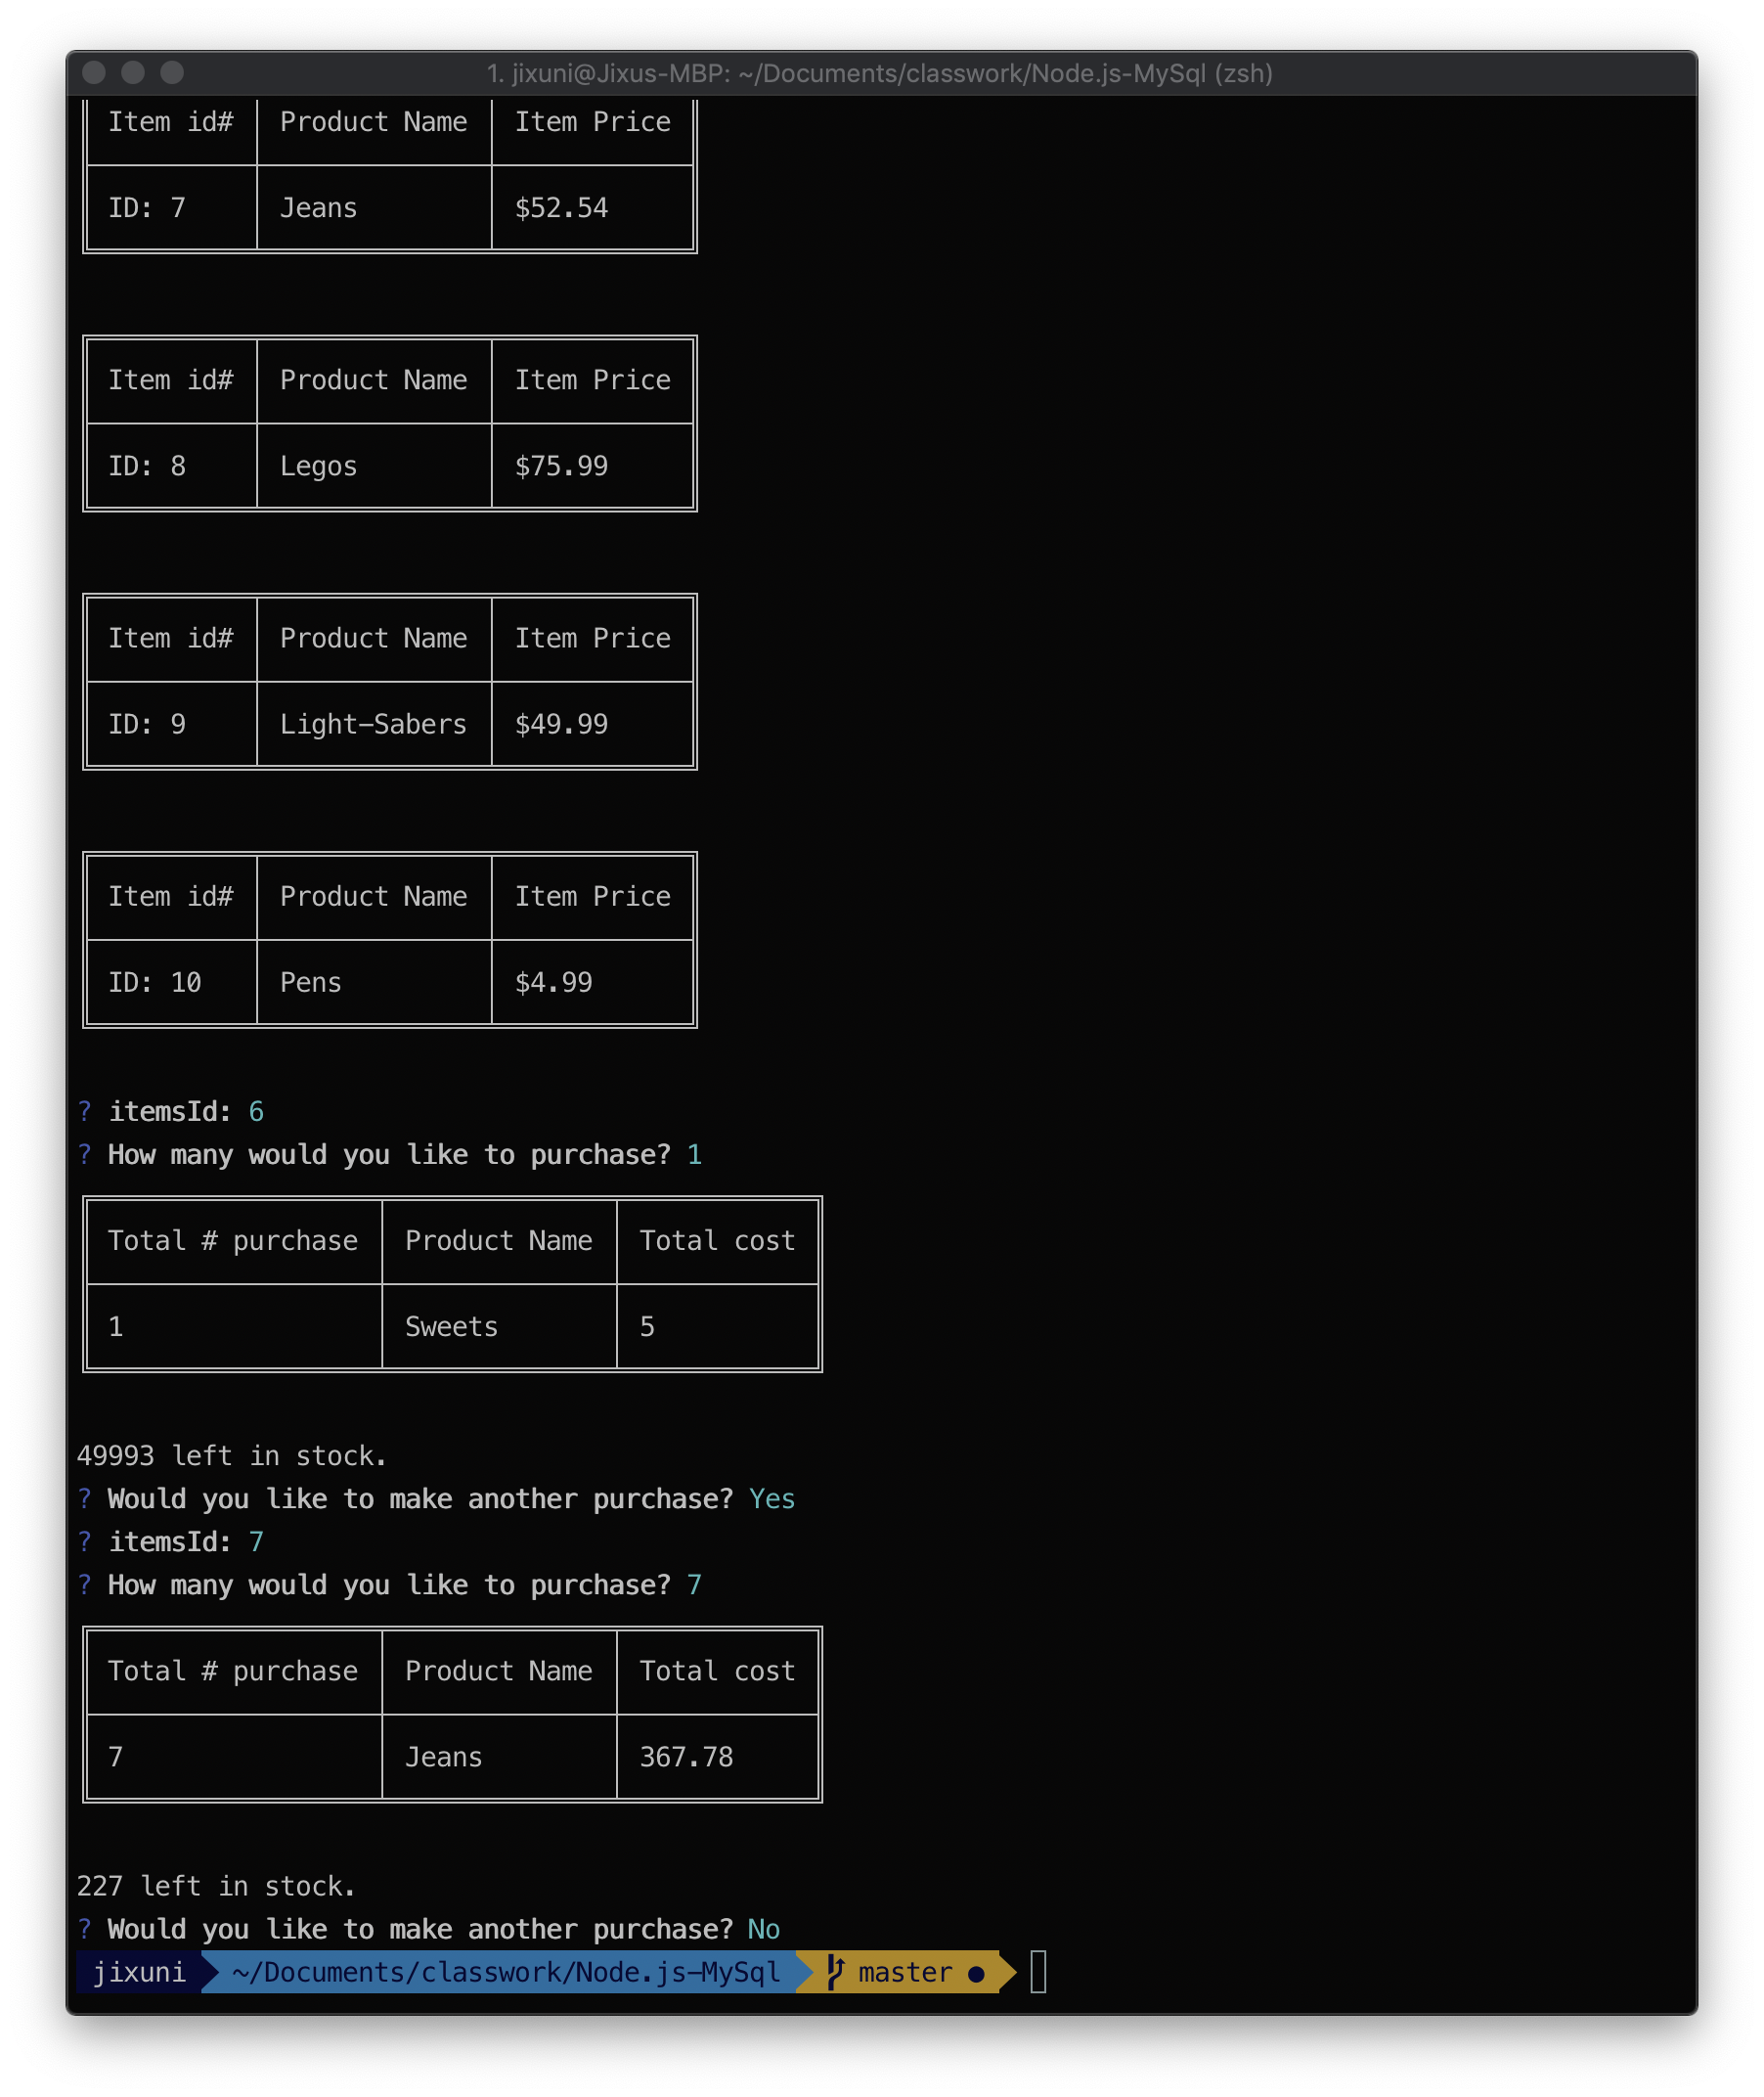 1. jixuni@Jixus-MBP: ~/Documents/classwork/Node.js-MySql (zsh)
Item id# Product Name Item Price
ID: 7 Jeans $52.54
Item id# Product Name Item Price
ID: 8 Legos $75.99
Item id# Product Name Item Price
ID: 9 Light-Sabers $49.99
Item id# Product Name Item Price
ID: 10 Pens $4.99
? itemsId: 6
? How many would you like to purchase? 1
Total # purchase Product Name Total cost
1 Sweets 5
49993 left in stock.
? Would you like to make another purchase? Yes
? itemsId: 7
? How many would you like to purchase? 7
Total # purchase Product Name Total cost
7 Jeans 367.78
227 left in stock.
? Would you like to make another purchase? No
jixuni ~/Documents/classwork/Node.js-MySql master ●